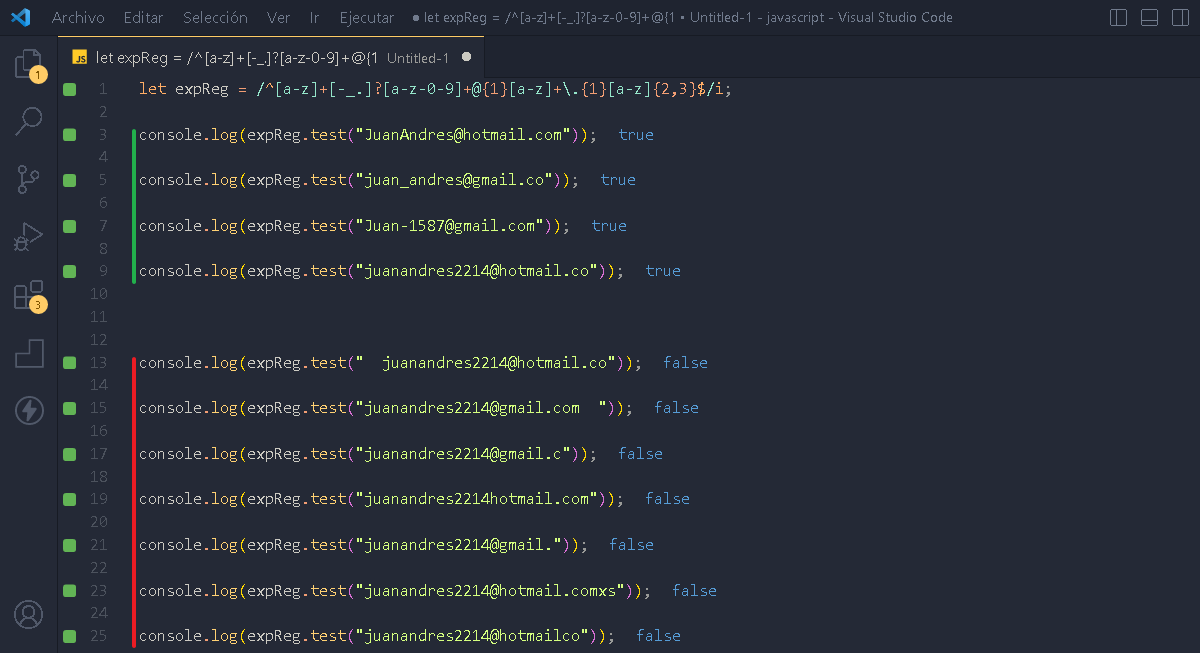 Archivo Editar Selección Ver Ir Ejecutar ● let expReg = /^[a-z]+[-_.]?[a-z-0-9]+@{1 • Untitled-1 - javascript - Visual Studio Code
JS let expReg = /^[a-z]+[-_.]?[a-z-0-9]+@{1 Untitled-1 ●
1
3
1 let expReg = /^[a-z]+[-_.]?[a-z-0-9]+@{1}[a-z]+\.{1}[a-z]{2,3}$/i;
2
3 console.log(expReg.test("JuanAndres@hotmail.com")); true
4
5 console.log(expReg.test("juan_andres@gmail.co")); true
6
7 console.log(expReg.test("Juan-1587@gmail.com")); true
8
9 console.log(expReg.test("juanandres2214@hotmail.co")); true
10
11
12
13 console.log(expReg.test("  juanandres2214@hotmail.co")); false
14
15 console.log(expReg.test("juanandres2214@gmail.com  ")); false
16
17 console.log(expReg.test("juanandres2214@gmail.c")); false
18
19 console.log(expReg.test("juanandres2214hotmail.com")); false
20
21 console.log(expReg.test("juanandres2214@gmail.")); false
22
23 console.log(expReg.test("juanandres2214@hotmail.comxs")); false
24
25 console.log(expReg.test("juanandres2214@hotmailco")); false